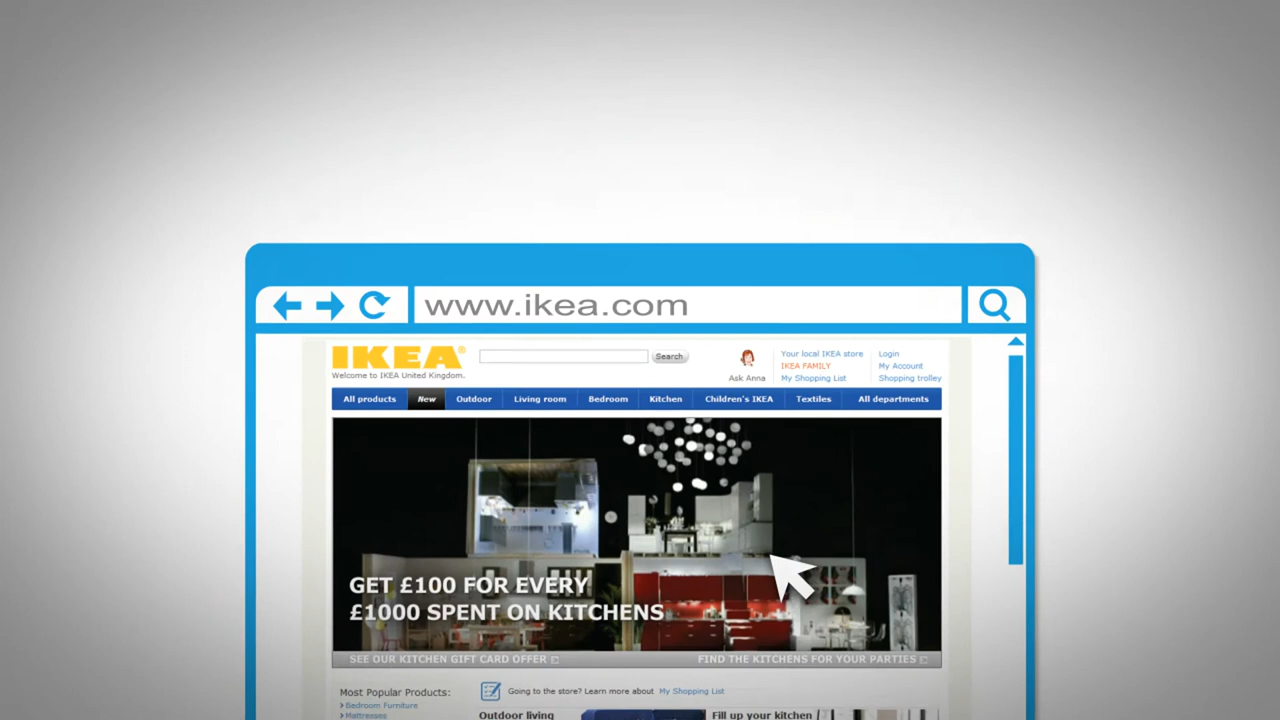 www.ikea.com
IKEA®
Search
Welcome to IKEA United Kingdom.
Ask Anna
Your local IKEA store
IKEA FAMILY
My Shopping List
Login
My Account
Shopping trolley
All products New Outdoor Living room Bedroom Kitchen Children's IKEA Textiles All departments
GET £100 FOR EVERY
£1000 SPENT ON KITCHENS
SEE OUR KITCHEN GIFT CARD OFFER FIND THE KITCHENS FOR YOUR PARTIES
Most Popular Products:
Bedroom Furniture
Mattresses
Going to the store? Learn more about My Shopping List
Outdoor living
Fill up your kitchen